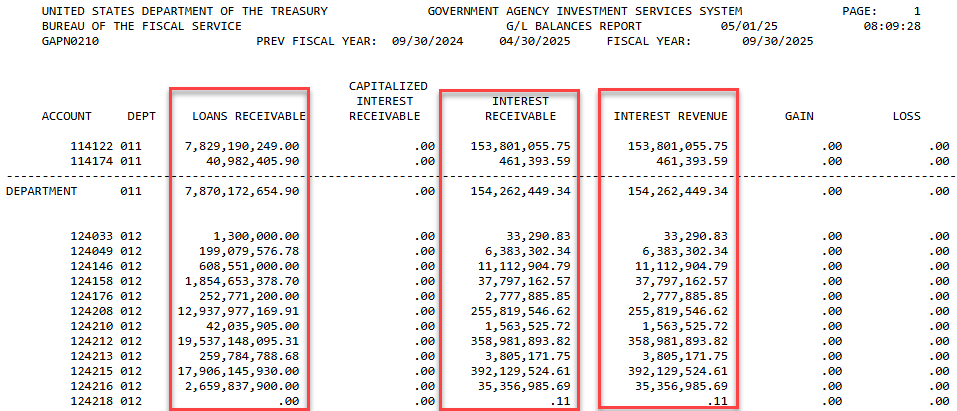 UNITED STATES DEPARTMENT OF THE TREASURY GOVERNMENT AGENCY INVESTMENT SERVICES SYSTEM PAGE: 1
BUREAU OF THE FISCAL SERVICE G/L BALANCES REPORT 05/01/25 08:09:28
GAPN0210 PREV FISCAL YEAR: 09/30/2024 04/30/2025 FISCAL YEAR: 09/30/2025
CAPITALIZED
INTEREST INTEREST
ACCOUNT DEPT LOANS RECEIVABLE RECEIVABLE RECEIVABLE INTEREST REVENUE GAIN LOSS
114122 011 7,829,190,249.00 .00 153,801,055.75 153,801,055.75 .00 .00
114174 011 40,982,405.90 .00 461,393.59 461,393.59 .00 .00
DEPARTMENT 011 7,870,172,654.90 .00 154,262,449.34 154,262,449.34 .00 .00
124033 012 1,300,000.00 .00 33,290.83 33,290.83 .00 .00
124049 012 199,079,576.78 .00 6,383,302.34 6,383,302.34 .00 .00
124146 012 608,551,000.00 .00 11,112,904.79 11,112,904.79 .00 .00
124158 012 1,854,653,378.70 .00 37,797,162.57 37,797,162.57 .00 .00
124176 012 252,771,200.00 .00 2,777,885.85 2,777,885.85 .00 .00
124208 012 12,937,977,169.91 .00 255,819,546.62 255,819,546.62 .00 .00
124210 012 42,035,905.00 .00 1,563,525.72 1,563,525.72 .00 .00
124212 012 19,537,148,095.31 .00 358,981,893.82 358,981,893.82 .00 .00
124213 012 259,784,788.68 .00 3,805,171.75 3,805,171.75 .00 .00
124215 012 17,906,145,930.00 .00 392,129,524.61 392,129,524.61 .00 .00
124216 012 2,659,837,900.00 .00 35,356,985.69 35,356,985.69 .00 .00
124218 012 .00 .00 .11 .11 .00 .00